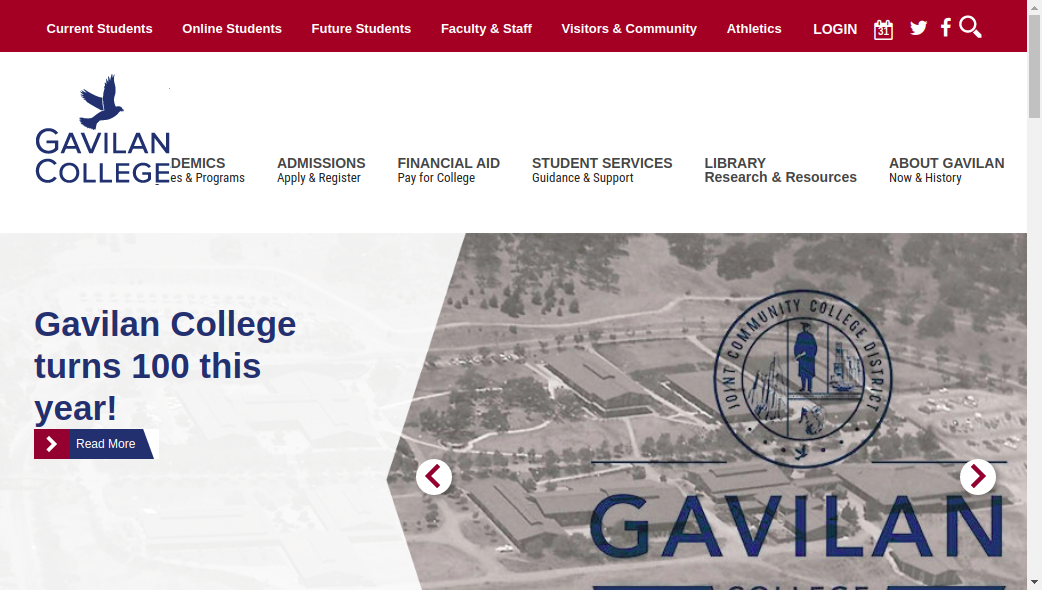 Current Students Online Students Future Students Faculty & Staff Visitors & Community Athletics LOGIN 31
GAVILAN
COLLEGE
DEMICS ADMISSIONS FINANCIAL AID STUDENT SERVICES LIBRARY ABOUT GAVILAN
es & Programs Apply & Register Pay for College Guidance & Support Research & Resources Now & History
Gavilan College
turns 100 this
year!
Read More
JOINT COMMUNITY COLLEGE DISTRICT
GAVILAN
COLLEGE